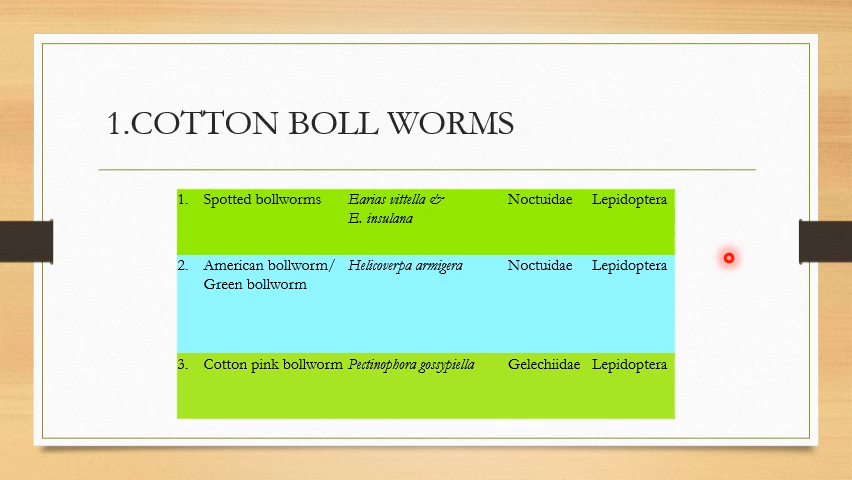 1.COTTON BOLL WORMS
1. Spotted bollworms Earias vittella & Noctuidae Lepidoptera
E. insulana
2. American bollworm/ Helicoverpa armigera Noctuidae Lepidoptera
Green bollworm
3. Cotton pink bollworm Pectinophora gossypiella Gelechiidae Lepidoptera